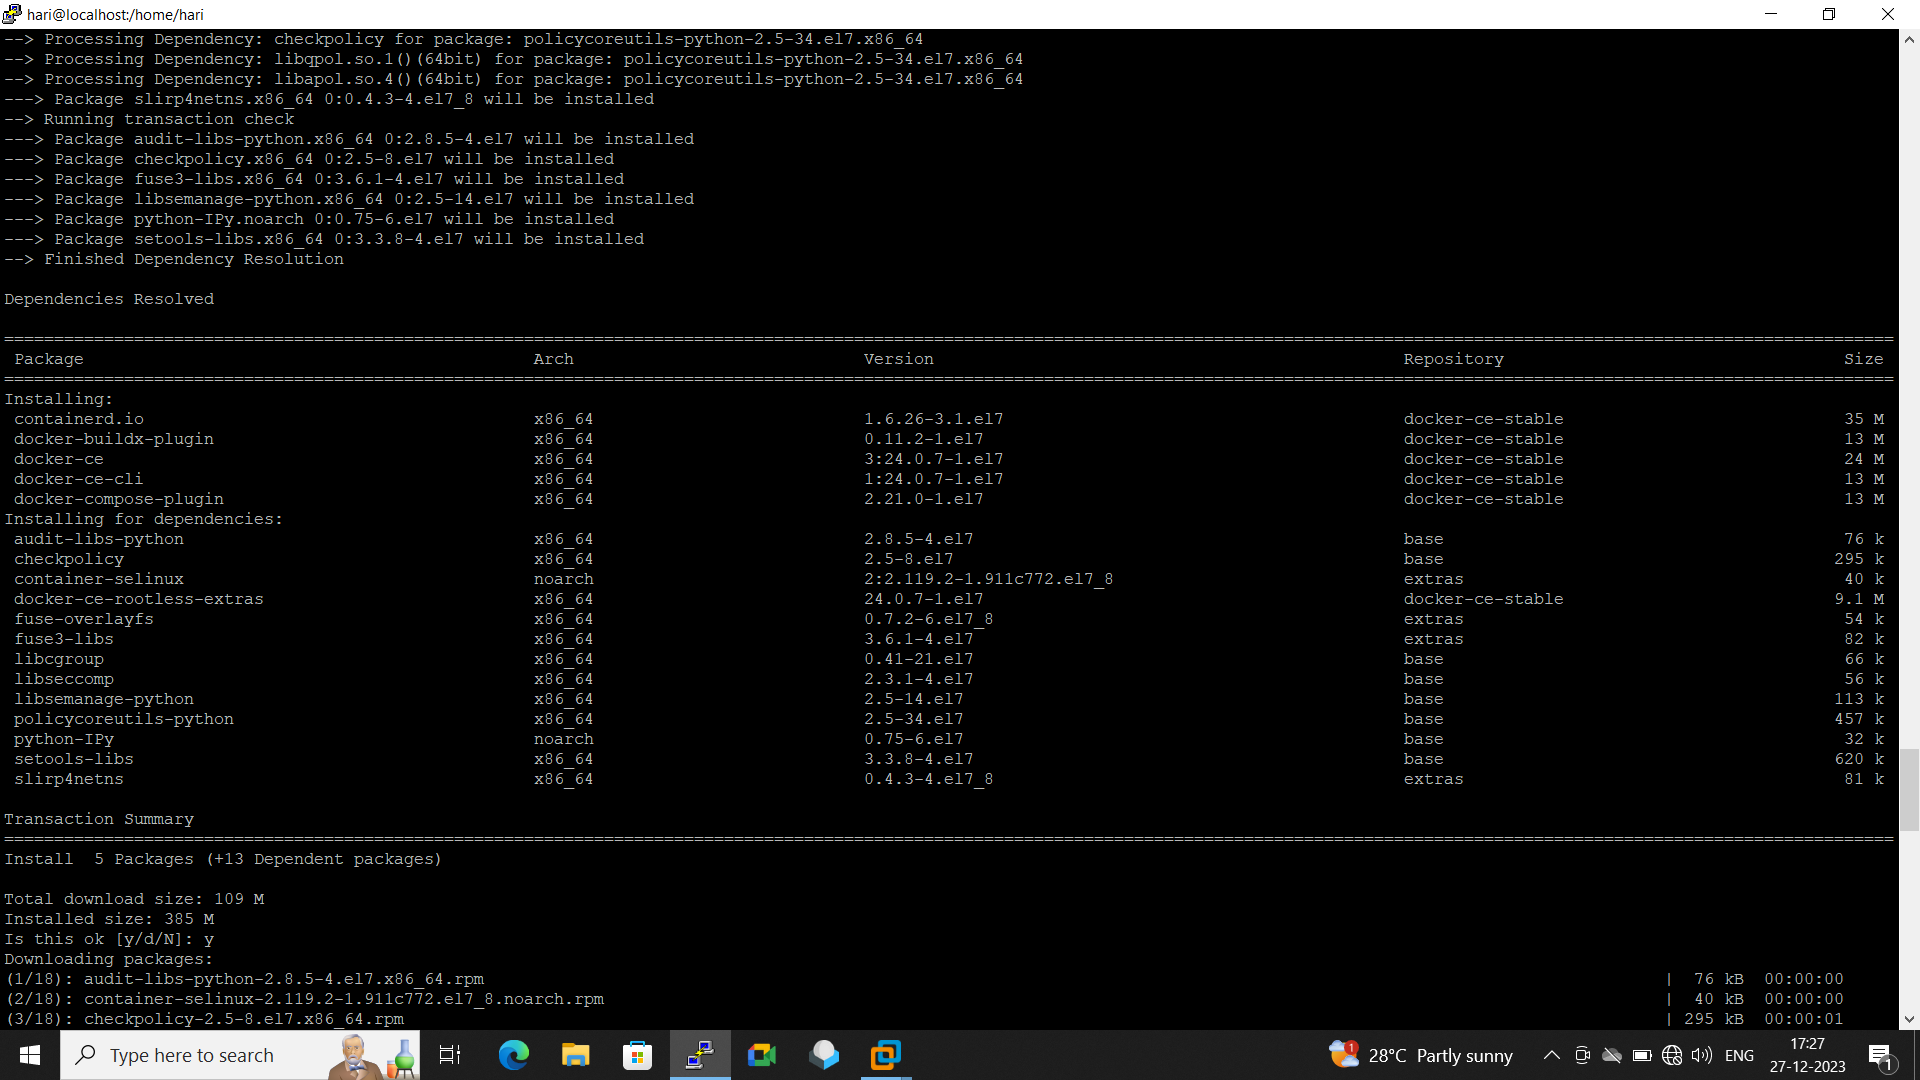 hari@localhost:/home/hari
--> Processing Dependency: checkpolicy for package: policycoreutils-python-2.5-34.el7.x86_64
--> Processing Dependency: libqpol.so.1()(64bit) for package: policycoreutils-python-2.5-34.el7.x86_64
--> Processing Dependency: libapol.so.4()(64bit) for package: policycoreutils-python-2.5-34.el7.x86_64
---> Package slirp4netns.x86_64 0:0.4.3-4.el7_8 will be installed
--> Running transaction check
---> Package audit-libs-python.x86_64 0:2.8.5-4.el7 will be installed
---> Package checkpolicy.x86_64 0:2.5-8.el7 will be installed
---> Package fuse3-libs.x86_64 0:3.6.1-4.el7 will be installed
---> Package libsemanage-python.x86_64 0:2.5-14.el7 will be installed
---> Package python-IPy.noarch 0:0.75-6.el7 will be installed
---> Package setools-libs.x86_64 0:3.3.8-4.el7 will be installed
--> Finished Dependency Resolution
Dependencies Resolved
Package Arch Version Repository Size
Installing:
containerd.io x86_64 1.6.26-3.1.el7 docker-ce-stable 35 M
docker-buildx-plugin x86_64 0.11.2-1.el7 docker-ce-stable 13 M
docker-ce x86_64 3:24.0.7-1.el7 docker-ce-stable 24 M
docker-ce-cli x86_64 1:24.0.7-1.el7 docker-ce-stable 13 M
docker-compose-plugin x86_64 2.21.0-1.el7 docker-ce-stable 13 M
Installing for dependencies:
audit-libs-python x86_64 2.8.5-4.el7 base 76 k
checkpolicy x86_64 2.5-8.el7 base 295 k
container-selinux noarch 2:2.119.2-1.911c772.el7_8 extras 40 k
docker-ce-rootless-extras x86_64 24.0.7-1.el7 docker-ce-stable 9.1 M
fuse-overlayfs x86_64 0.7.2-6.el7_8 extras 54 k
fuse3-libs x86_64 3.6.1-4.el7 extras 82 k
libcgroup x86_64 0.41-21.el7 base 66 k
libseccomp x86_64 2.3.1-4.el7 base 56 k
libsemanage-python x86_64 2.5-14.el7 base 113 k
policycoreutils-python x86_64 2.5-34.el7 base 457 k
python-IPy noarch 0.75-6.el7 base 32 k
setools-libs x86_64 3.3.8-4.el7 base 620 k
slirp4netns x86_64 0.4.3-4.el7_8 extras 81 k
Transaction Summary
Install  5 Packages (+13 Dependent packages)
Total download size: 109 M
Installed size: 385 M
Is this ok [y/d/N]: y
Downloading packages:
(1/18): audit-libs-python-2.8.5-4.el7.x86_64.rpm | 76 kB 00:00:00
(2/18): container-selinux-2.119.2-1.911c772.el7_8.noarch.rpm | 40 kB 00:00:00
(3/18): checkpolicy-2.5-8.el7.x86_64.rpm | 295 kB 00:00:01
Type here to search
1
28°C Partly sunny
ENG
17:27
27-12-2023
1